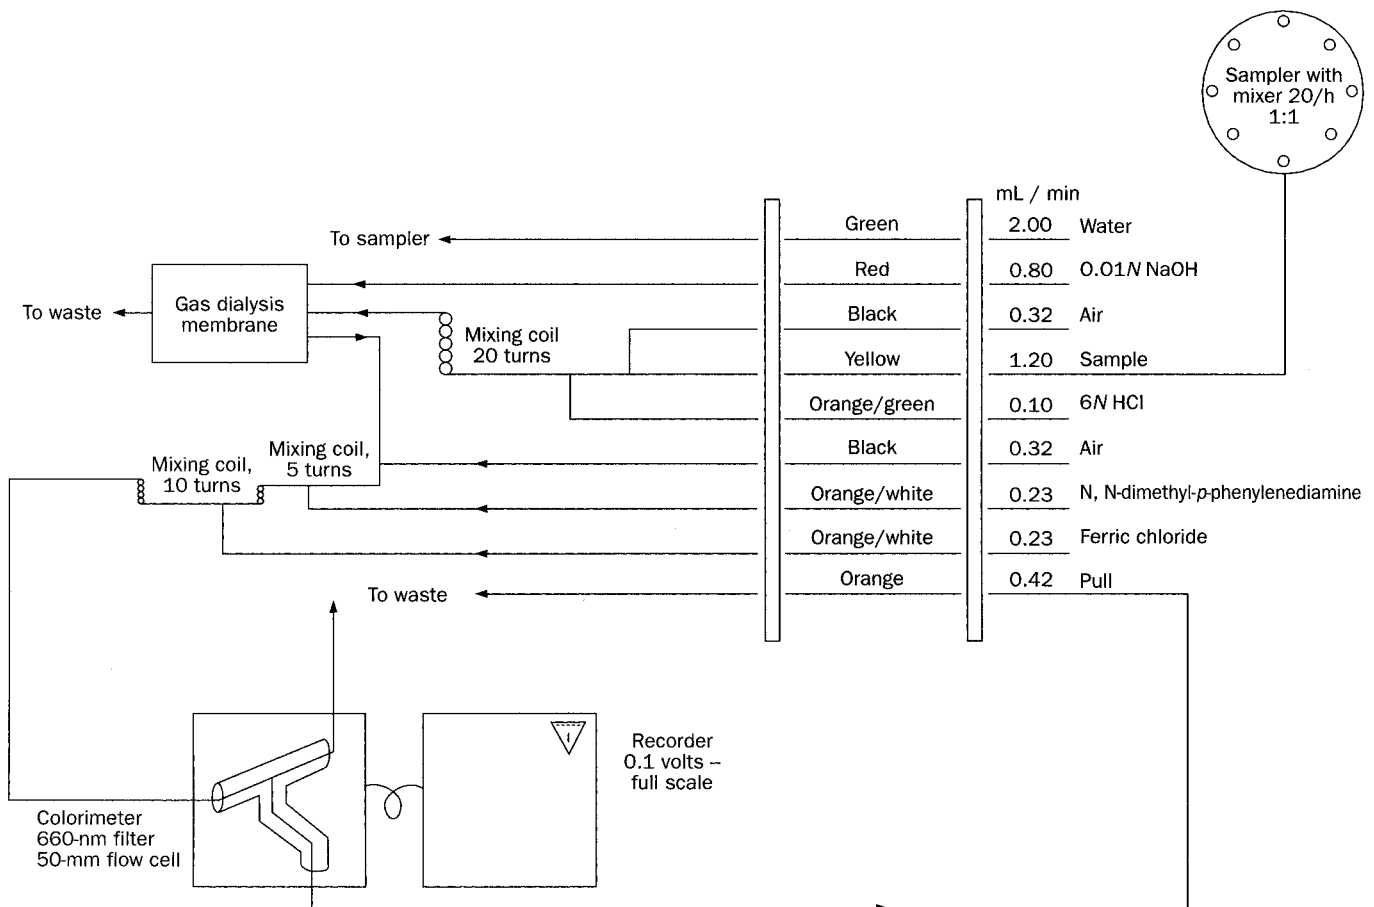 Sampler with
mixer 20/h
1:1
mL / min
To sampler
Green
2.00
Water
Red
0.80
0.01N NaOH
Gas dialysis
membrane
To waste
Black
0.32
Air
Mixing coil
20 turns
Yellow
1.20
Sample
Orange/green
0.10
6N HCl
Mixing coil,
5 turns
Black
0.32
Air
Mixing coil,
10 turns
Orange/white
0.23
N, N-dimethyl-p-phenylenediamine
Orange/white
0.23
Ferric chloride
To waste
Orange
0.42
Pull
Recorder
0.1 volts –
full scale
Colorimeter
660-nm filter
50-mm flow cell